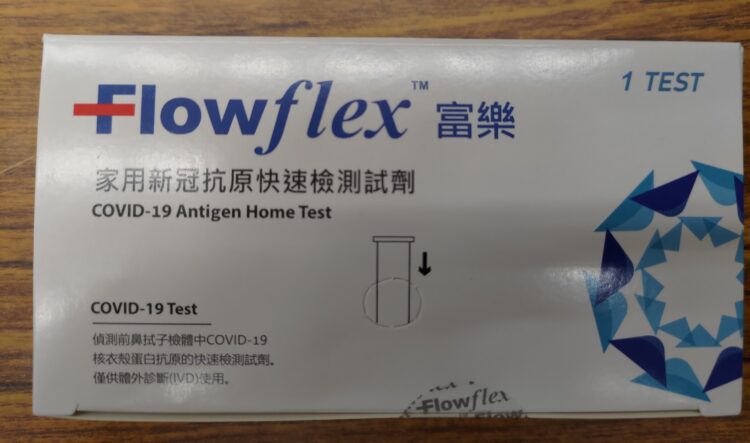 Flowflex™ 富樂
1 TEST
家用新冠抗原快速檢測試劑
COVID-19 Antigen Home Test
COVID-19 Test
偵測前鼻拭子檢體中COVID-19
核衣殼蛋白抗原的快速檢測試劑。
僅供體外診斷(IVD)使用。
Flowflex
Flow